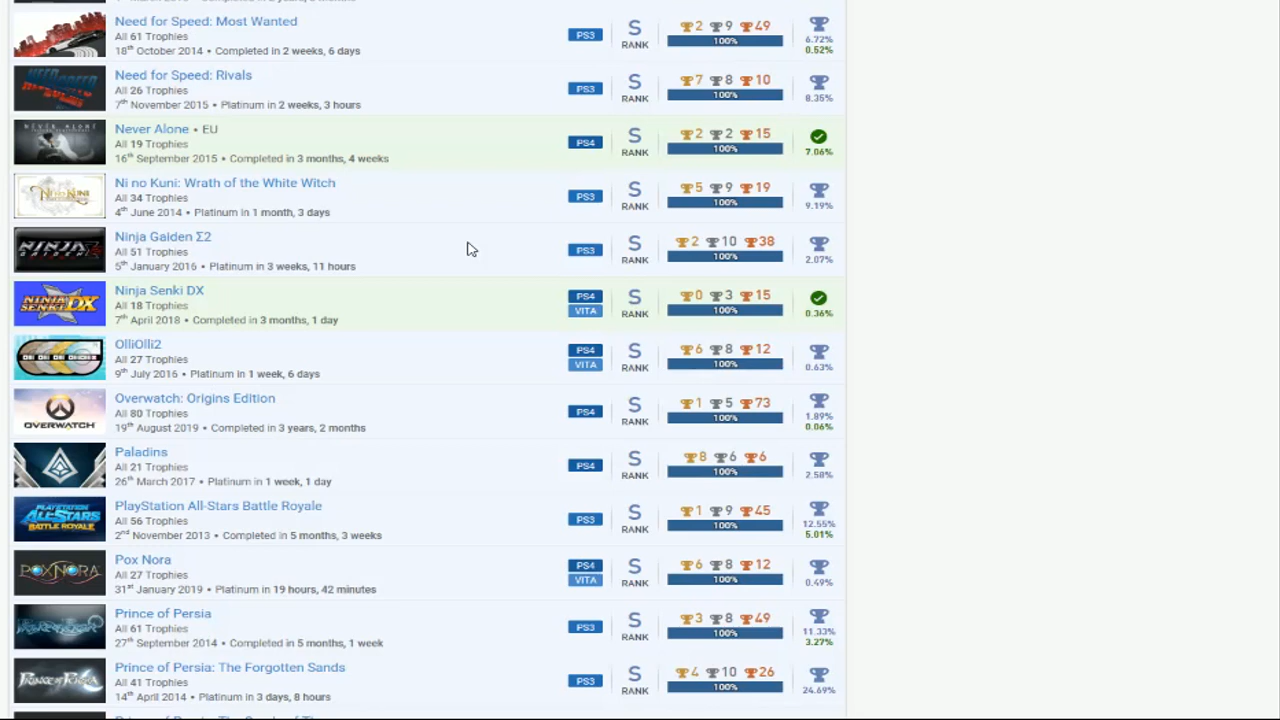 Need for Speed: Most Wanted
All 61 Trophies
18th October 2014 • Completed in 2 weeks, 6 days
PS3
S
RANK
2 9 49
100%
6.72%
0.52%
Need for Speed: Rivals
All 26 Trophies
7th November 2015 • Platinum in 2 weeks, 3 hours
PS3
S
RANK
7 8 10
100%
8.35%
Never Alone • EU
All 19 Trophies
16th September 2015 • Completed in 3 months, 4 weeks
PS4
S
RANK
2 2 15
100%
7.06%
Ni no Kuni: Wrath of the White Witch
All 34 Trophies
4th June 2014 • Platinum in 1 month, 3 days
PS3
S
RANK
5 9 19
100%
9.19%
NINJA GAIDEN
Ninja Gaiden Σ2
All 51 Trophies
5th January 2016 • Platinum in 3 weeks, 11 hours
PS3
S
RANK
2 10 38
100%
2.07%
NINJA SENKI DX
Ninja Senki DX
All 18 Trophies
7th April 2018 • Completed in 3 months, 1 day
PS4
VITA
S
RANK
0 3 15
100%
0.36%
OlliOlli2
All 27 Trophies
9th July 2016 • Platinum in 1 week, 6 days
PS4
VITA
S
RANK
6 8 12
100%
0.63%
OVERWATCH
Overwatch: Origins Edition
All 80 Trophies
19th August 2019 • Completed in 3 years, 2 months
PS4
S
RANK
1 5 73
100%
1.89%
0.06%
Paladins
All 21 Trophies
26th March 2017 • Platinum in 1 week, 1 day
PS4
S
RANK
8 6 6
100%
2.58%
PLAYSTATION
ALL-STARS
BATTLE ROYALE
PlayStation All-Stars Battle Royale
All 56 Trophies
2nd November 2013 • Completed in 5 months, 3 weeks
PS3
S
RANK
1 9 45
100%
12.55%
5.01%
POXNORA
Pox Nora
All 27 Trophies
31st January 2019 • Platinum in 19 hours, 42 minutes
PS4
VITA
S
RANK
6 8 12
100%
0.49%
Prince of Persia
All 61 Trophies
27th September 2014 • Completed in 5 months, 1 week
PS3
S
RANK
3 8 49
100%
11.33%
3.27%
PRINCE OF PERSIA
Prince of Persia: The Forgotten Sands
All 41 Trophies
14th April 2014 • Platinum in 3 days, 8 hours
PS3
S
RANK
4 10 26
100%
24.69%